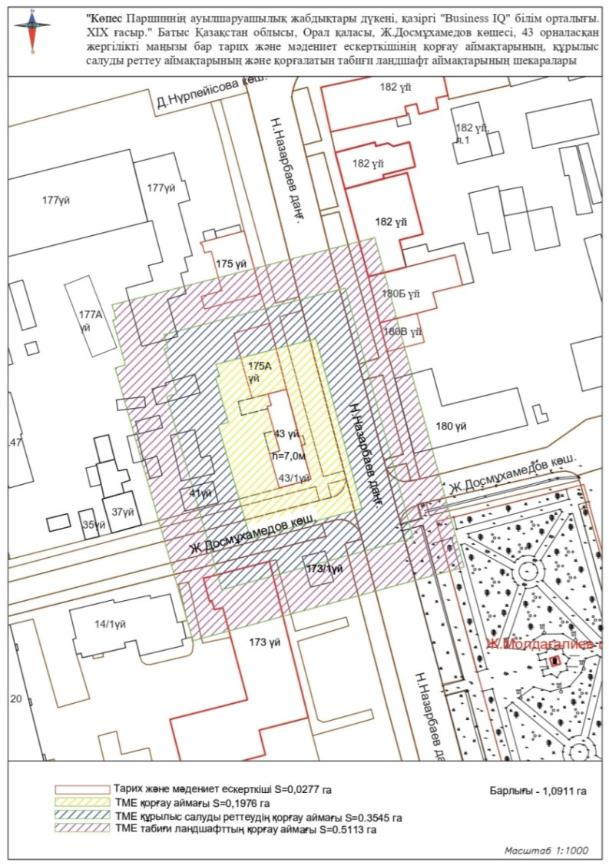 "Көпес Паршиннің ауылшаруашылық жабдықтары дүкені, қазіргі "Business IQ" білім орталығы.
XIX ғасыр." Батыс Қазақстан облысы, Орал қаласы, Ж.Досмұхамедов көшесі, 43 орналасқан
жергілікті маңызы бар тарих және мәдениет ескерткішінің қорғау аймақтарының, құрылыс
салуды реттеу аймақтарының және қорғалатын табиғи ландшафт аймақтарының шекаралары
Д.Нұрпейісова көш.
Н.Назарбаев даңғ.
182 үй
182 үй,
л.1
182 үй
182 үй
177үй
177үй
175 үй
177А
үй
180Б үй
180В үй
175А
үй
180 үй
43 үй
h=7,0м
43/1үй
Н.Назарбаев даңғ.
.47
41үй
37үй
35үй
Ж.Досмұхамедов көш.
Ж.Досмұхамедов көш.
173/1үй
14/1үй
173 үй
Ж.Молдағалиев
20
Н.Назарбаев
Тарих және мәдениет ескерткіші S=0,0277 га
Барлығы - 1,0911 га
ТМЕ қорғау аймағы S=0,1976 га
ТМЕ құрылыс салуды реттеудің қорғау аймағы S=0.3545 га
ТМЕ табиғи ландшафттың қорғау аймағы S=0.5113 га
Масштаб 1:1000